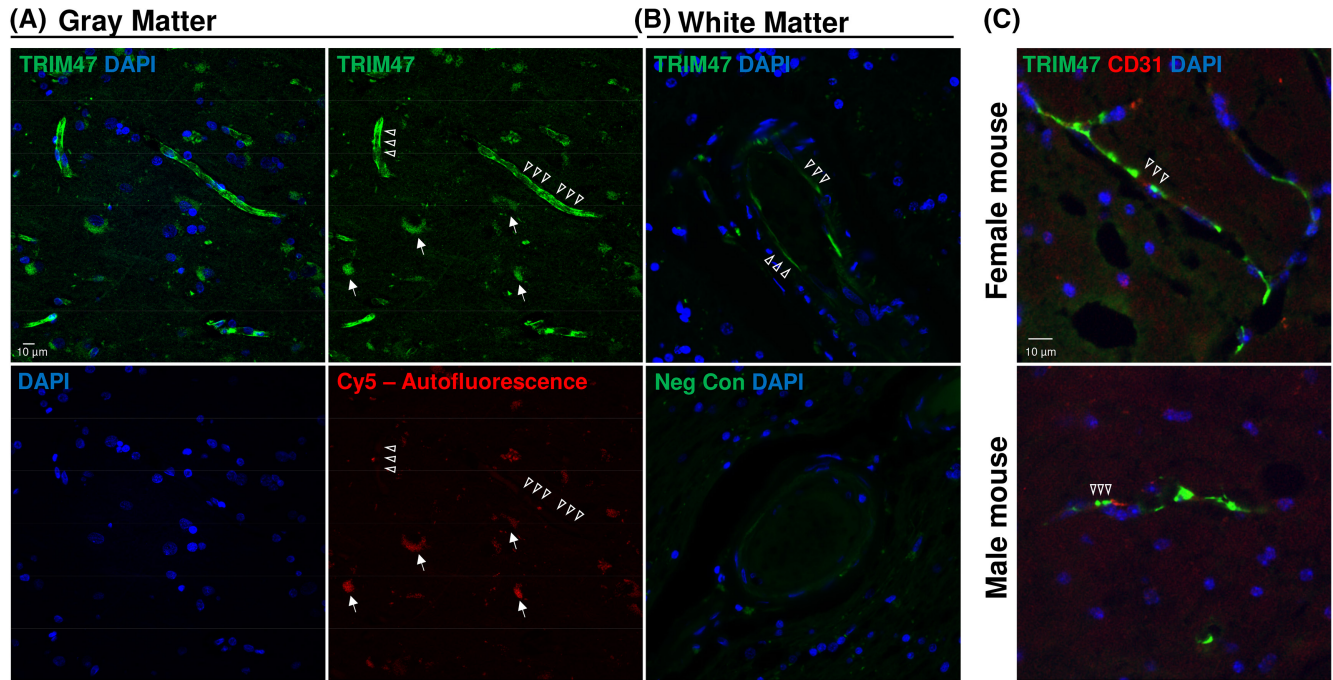 (A) Gray Matter
(B) White Matter
(C)
TRIM47 DAPI
TRIM47
TRIM47 DAPI
TRIM47 CD31 DAPI
Female mouse
10 µm
10 µm
DAPI
Cy5 – Autofluorescence
Neg Con DAPI
Male mouse